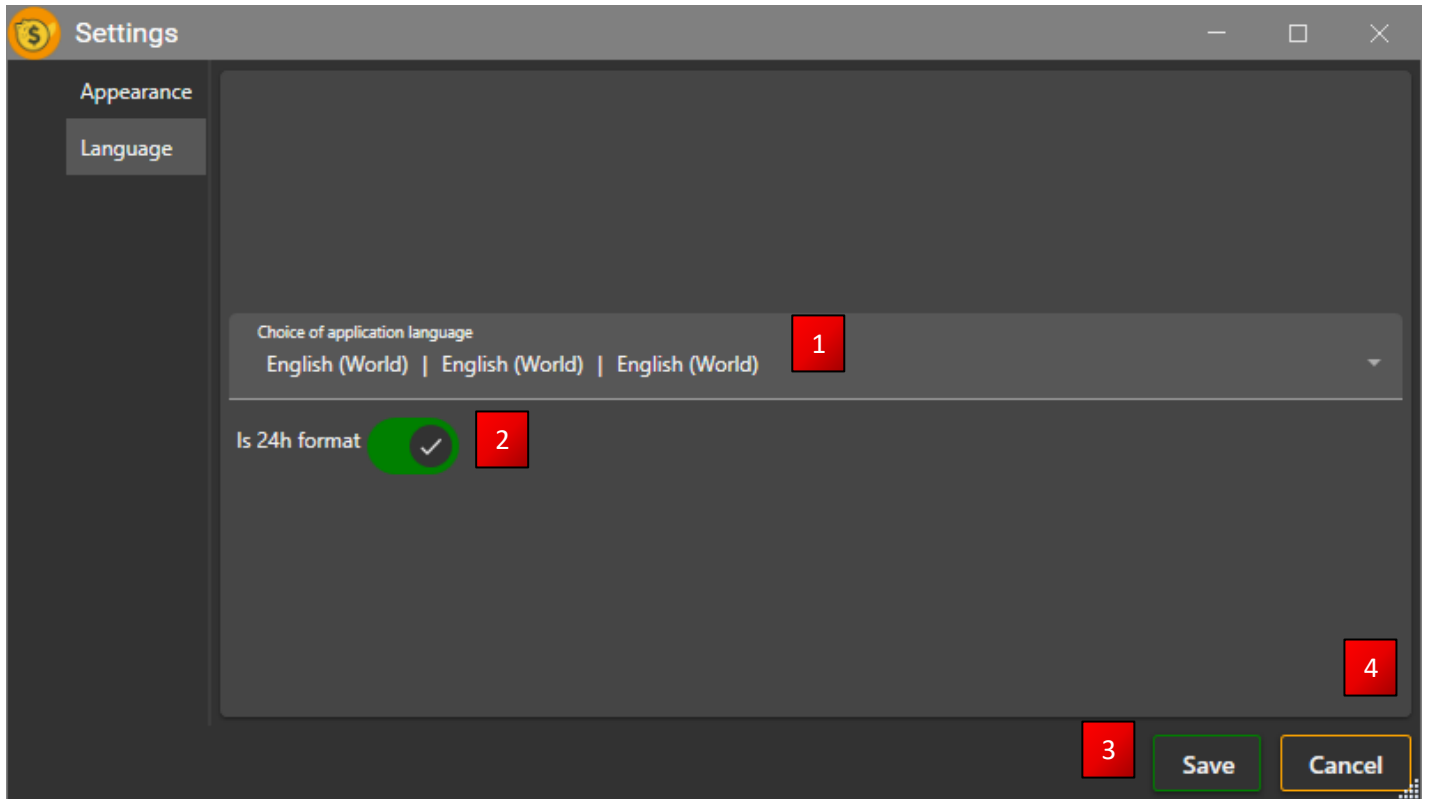 Settings
Appearance
Language
Choice of application language
English (World) | English (World) | English (World)
1
Is 24h format
2
4
3
Save
Cancel